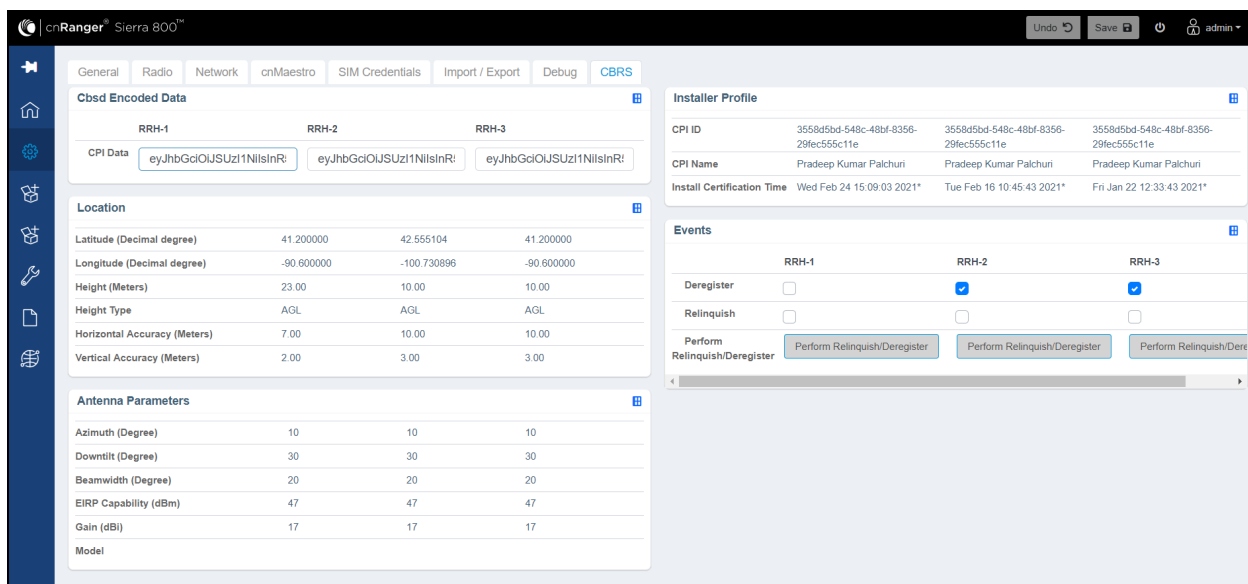 cnRanger® Sierra 800™
Undo
Save
admin
General Radio Network cnMaestro SIM Credentials Import / Export Debug CBRS
Cbsd Encoded Data
RRH-1 RRH-2 RRH-3
CPI Data eyJhbGciOiJSUzI1NiIsInR5 eyJhbGciOiJSUzI1NiIsInR! eyJhbGciOiJSUzI1NiIsInR!
Location
Latitude (Decimal degree) 41.200000 42.555104 41.200000
Longitude (Decimal degree) -90.600000 -100.730896 -90.600000
Height (Meters) 23.00 10.00 10.00
Height Type AGL AGL AGL
Horizontal Accuracy (Meters) 7.00 10.00 10.00
Vertical Accuracy (Meters) 2.00 3.00 3.00
Antenna Parameters
Azimuth (Degree) 10 10 10
Downtilt (Degree) 30 30 30
Beamwidth (Degree) 20 20 20
EIRP Capability (dBm) 47 47 47
Gain (dBi) 17 17 17
Model
Installer Profile
CPI ID 3558d5bd-548c-48bf-8356- 3558d5bd-548c-48bf-8356- 3558d5bd-548c-48bf-8356-
29fec555c11e 29fec555c11e 29fec555c11e
CPI Name Pradeep Kumar Palchuri Pradeep Kumar Palchuri Pradeep Kumar Palchuri
Install Certification Time Wed Feb 24 15:09:03 2021* Tue Feb 16 10:45:43 2021* Fri Jan 22 12:33:43 2021*
Events
RRH-1 RRH-2 RRH-3
Deregister
Relinquish
Perform
Relinquish/Deregister
Perform Relinquish/Deregister Perform Relinquish/Deregister Perform Relinquish/Dere